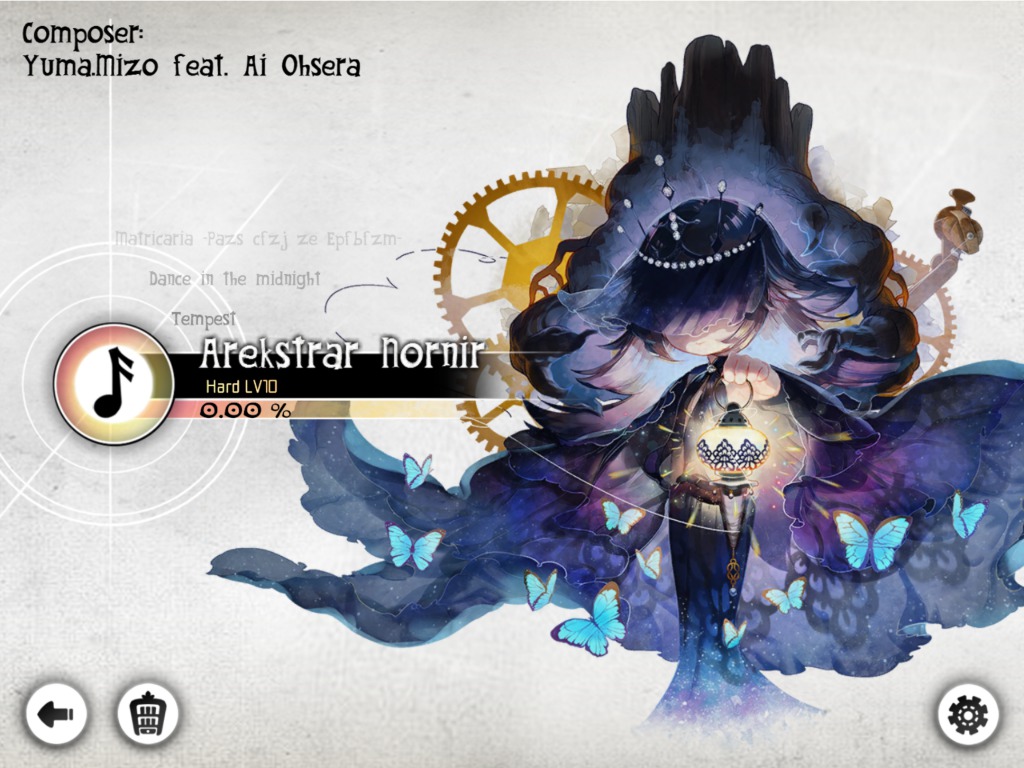 Composer:
Yuma.Mizo feat. Ai Ohsera
Matricaria -Pazs cfzj ze Epfbfzm-
Dance in the midnight
Tempest
Arekstrar Nornir
Hard LV10
0.00 %